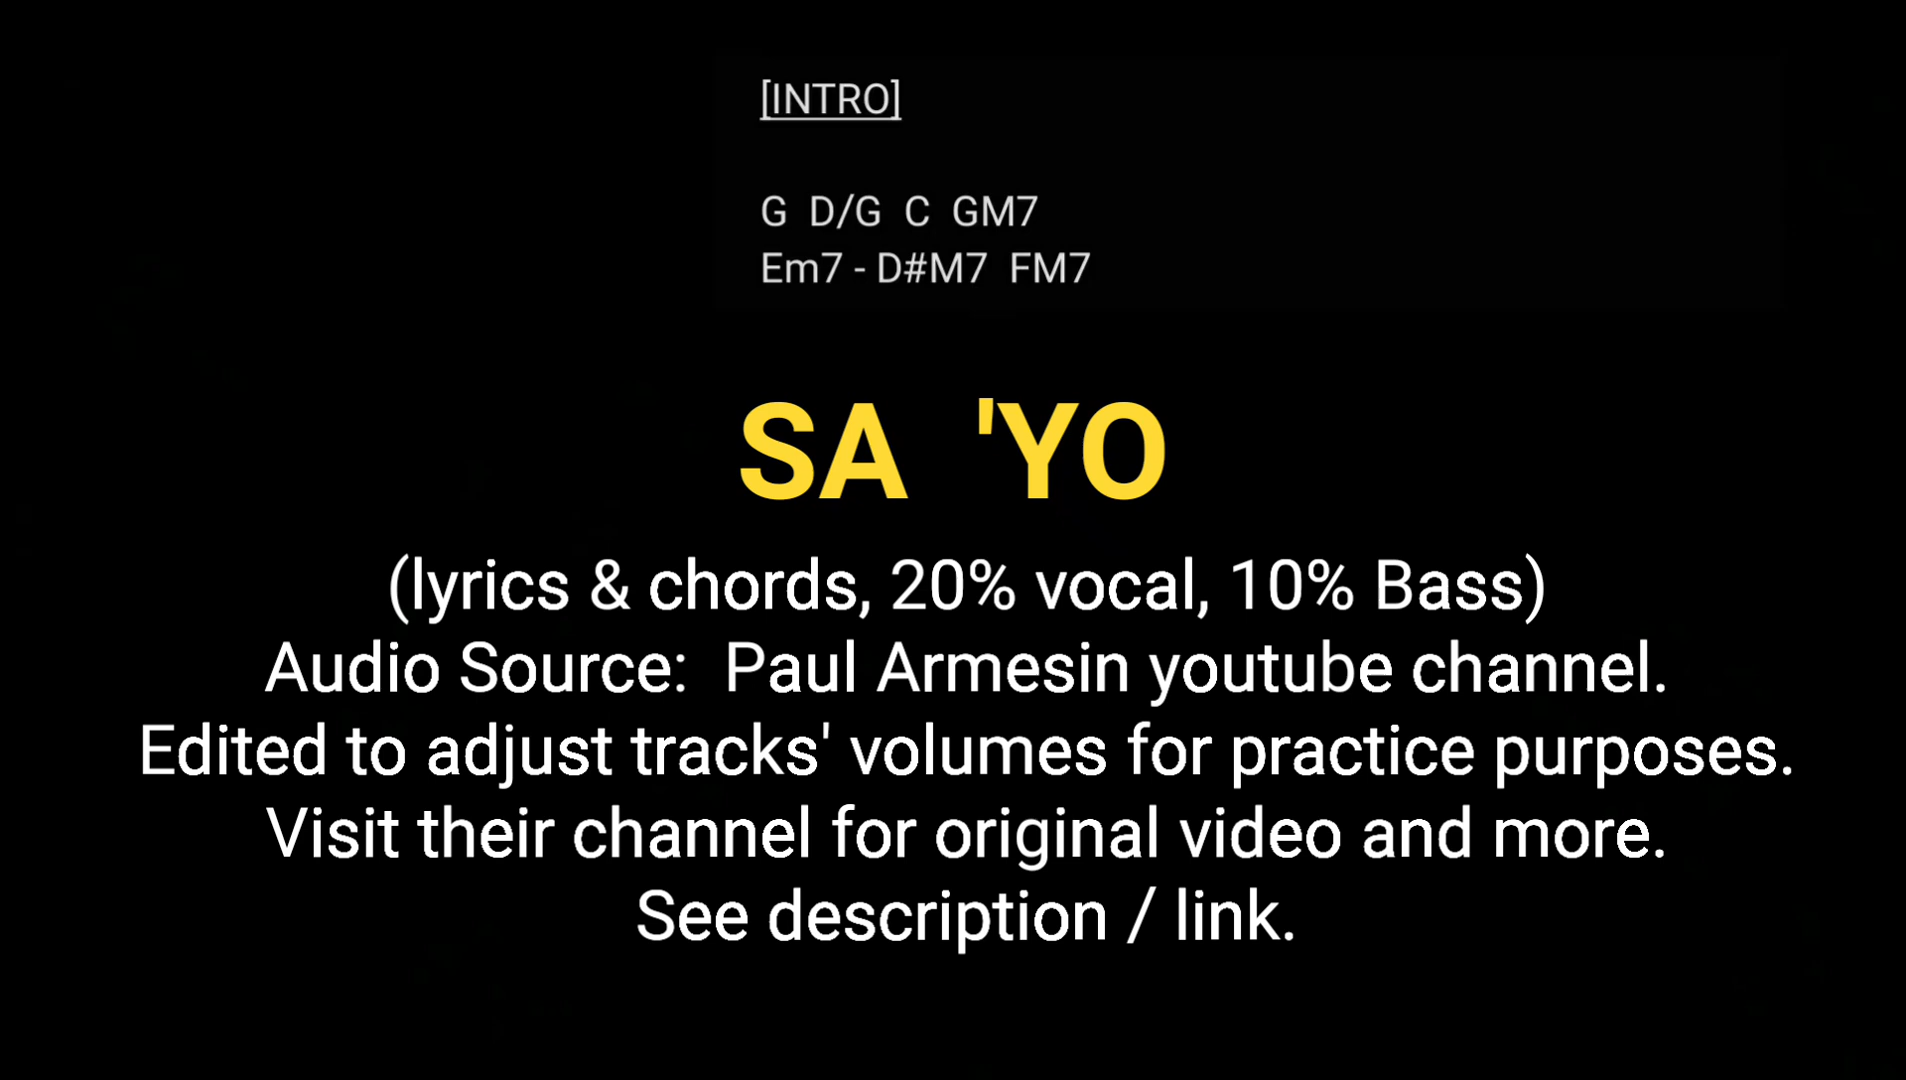 [INTRO]
G D/G C GM7
Em7 - D#M7 FM7
SA 'YO
(lyrics & chords, 20% vocal, 10% Bass)
Audio Source: Paul Armesin youtube channel.
Edited to adjust tracks' volumes for practice purposes.
Visit their channel for original video and more.
See description / link.